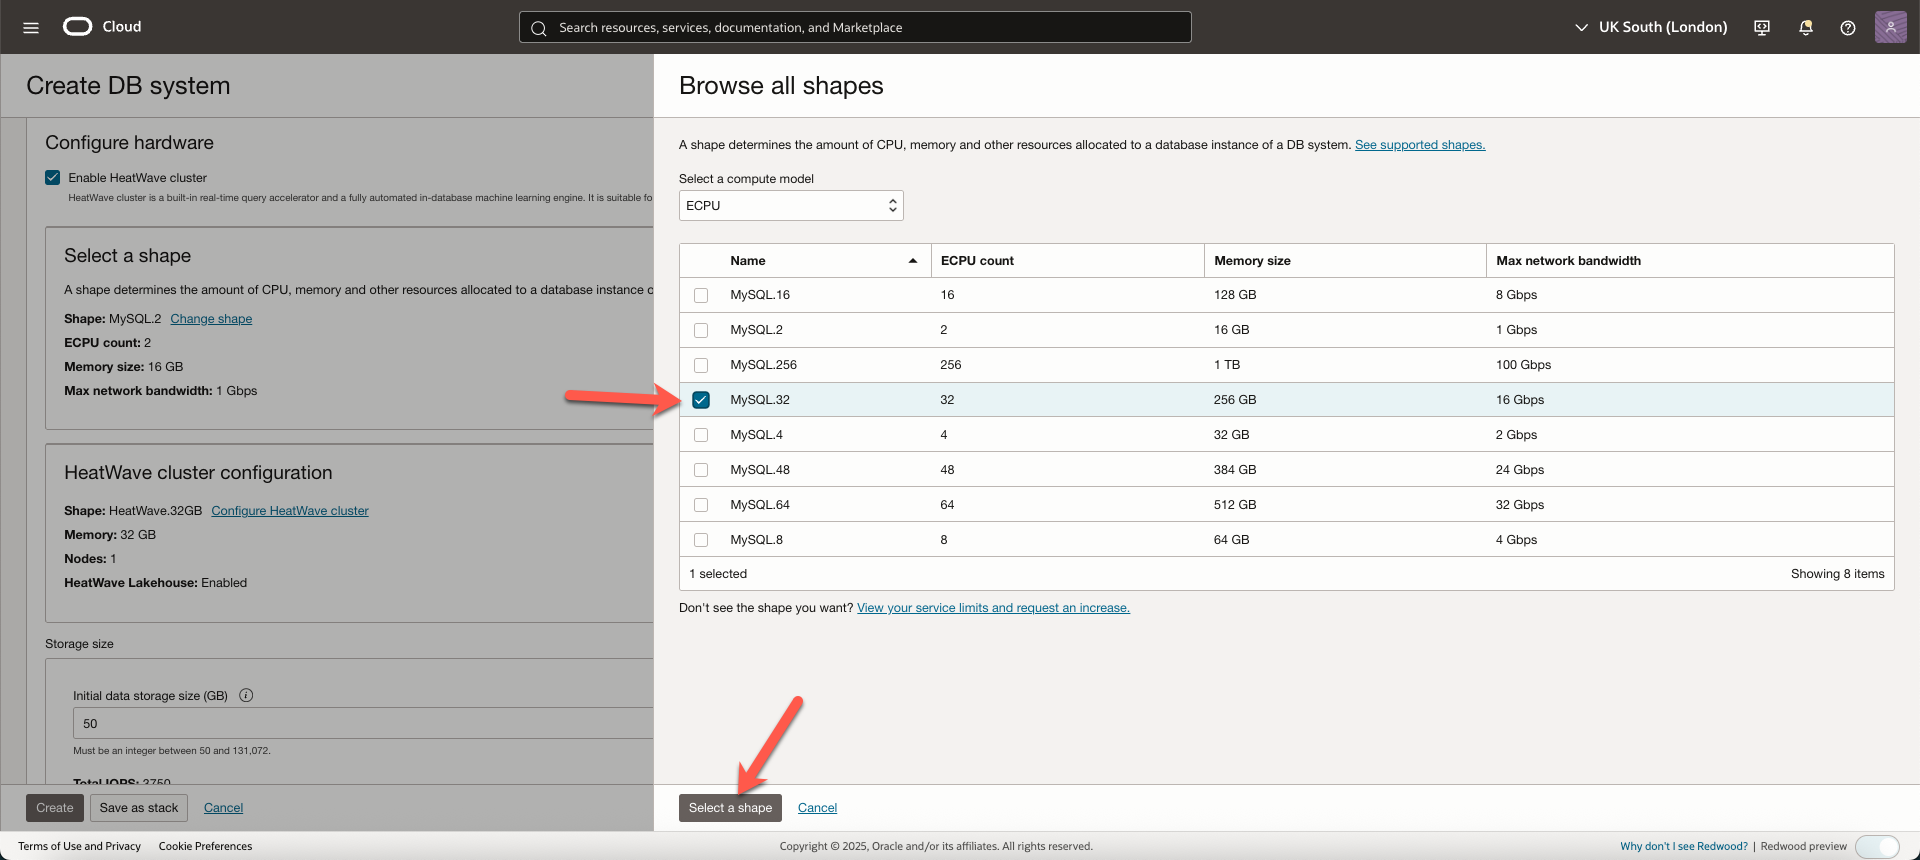 Cloud
Search resources, services, documentation, and Marketplace
UK South (London)
Create DB system
Configure hardware
Enable HeatWave cluster
HeatWave cluster is a built-in real-time query accelerator and a fully automated in-database machine learning engine. It is suitable fo
Select a shape
A shape determines the amount of CPU, memory and other resources allocated to a database instance o
Shape: MySQL.2 Change shape
ECPU count: 2
Memory size: 16 GB
Max network bandwidth: 1 Gbps
HeatWave cluster configuration
Shape: HeatWave.32GB Configure HeatWave cluster
Memory: 32 GB
Nodes: 1
HeatWave Lakehouse: Enabled
Storage size
Initial data storage size (GB)
50
Must be an integer between 50 and 131,072.
Total IOPS: 3750
Create Save as stack Cancel
Browse all shapes
A shape determines the amount of CPU, memory and other resources allocated to a database instance of a DB system. See supported shapes.
Select a compute model
ECPU
Name ECPU count Memory size Max network bandwidth
MySQL.16 16 128 GB 8 Gbps
MySQL.2 2 16 GB 1 Gbps
MySQL.256 256 1 TB 100 Gbps
MySQL.32 32 256 GB 16 Gbps
MySQL.4 4 32 GB 2 Gbps
MySQL.48 48 384 GB 24 Gbps
MySQL.64 64 512 GB 32 Gbps
MySQL.8 8 64 GB 4 Gbps
1 selected Showing 8 items
Don't see the shape you want? View your service limits and request an increase.
Select a shape Cancel
Terms of Use and Privacy Cookie Preferences Copyright © 2025, Oracle and/or its affiliates. All rights reserved. Why don't I see Redwood? | Redwood preview